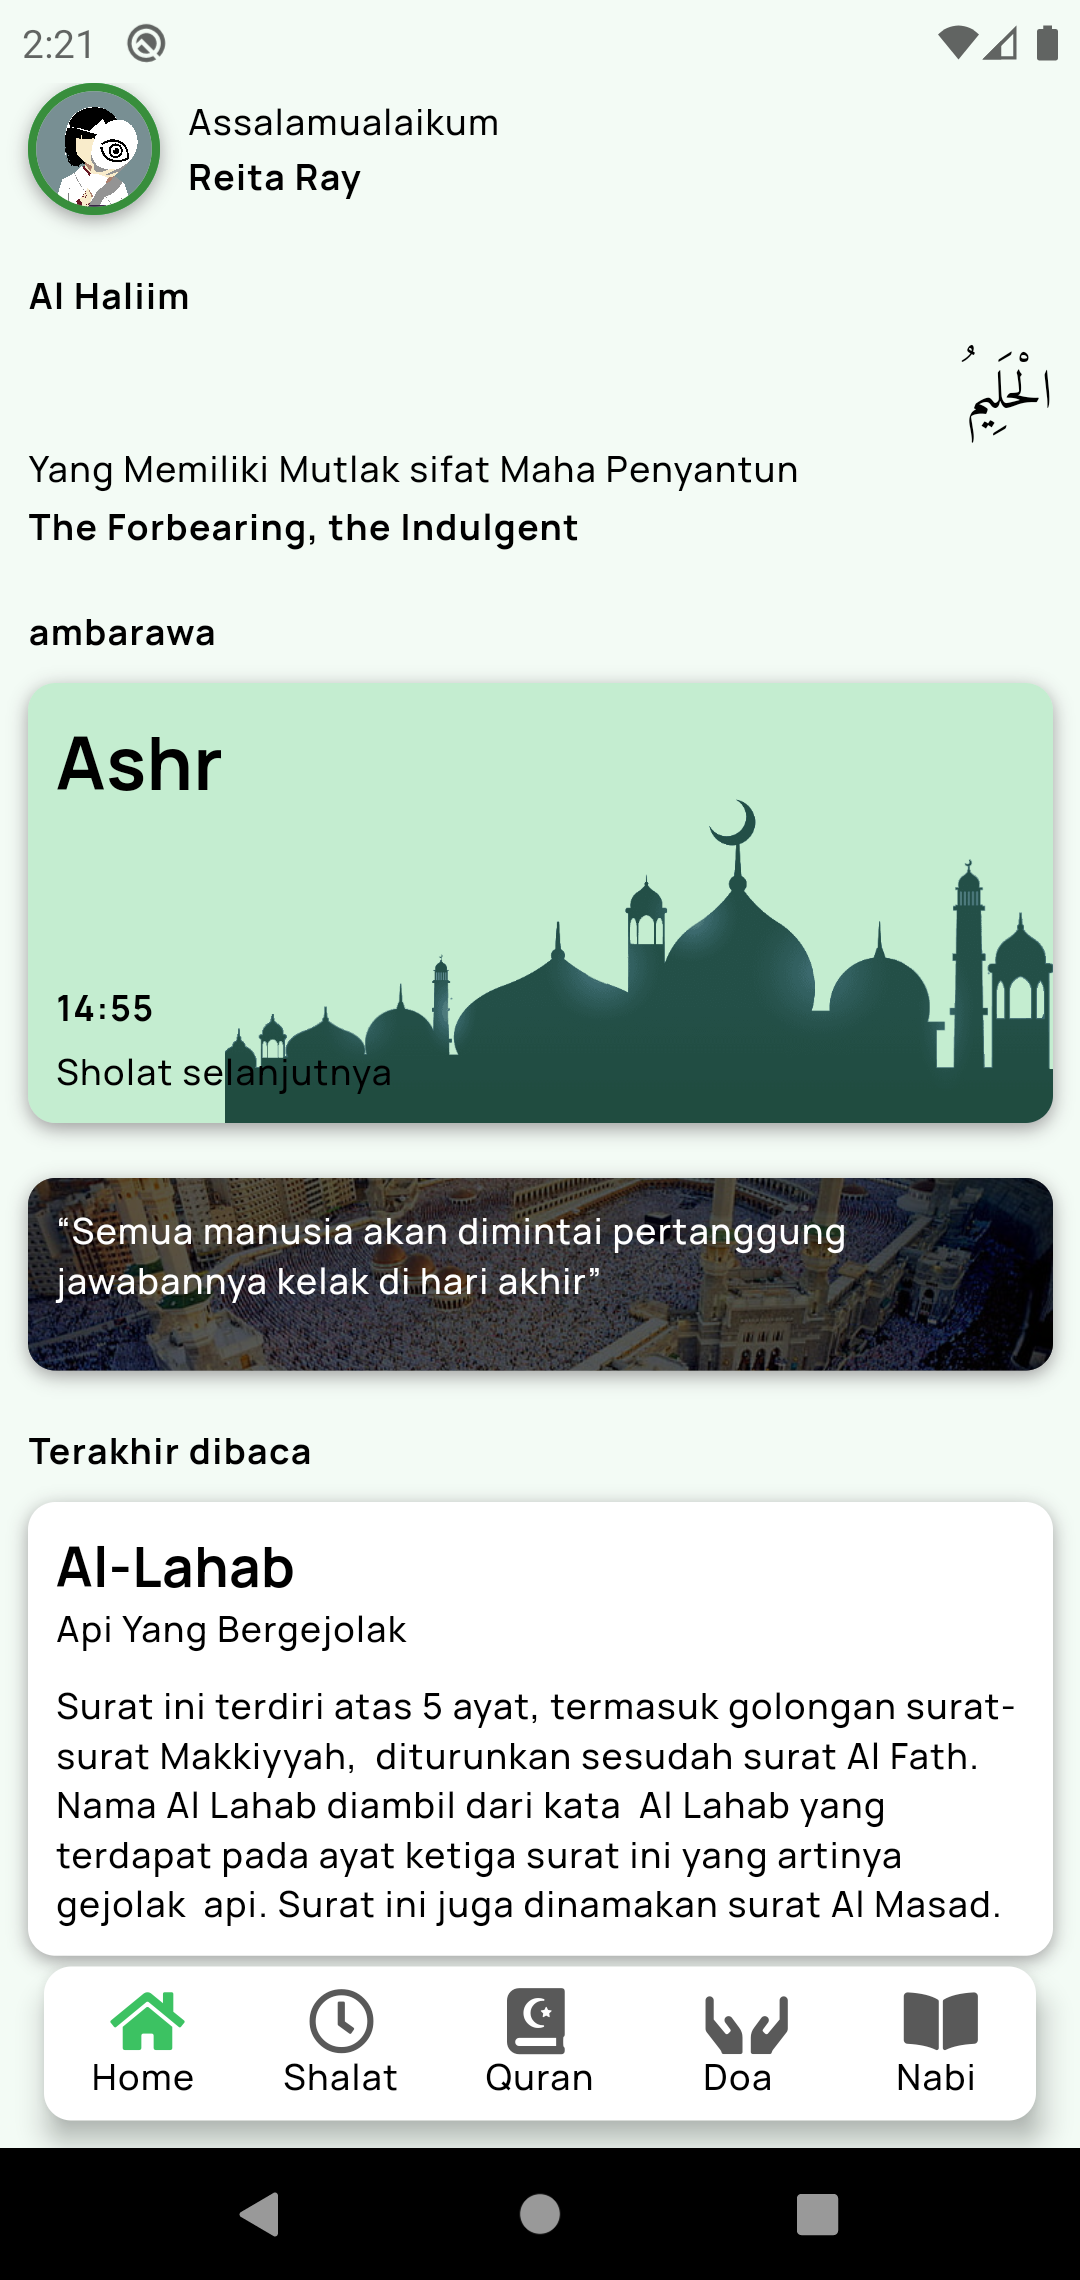 2:21
Assalamualaikum
Reita Ray
Al Haliim
الْحَلِيمُ
Yang Memiliki Mutlak sifat Maha Penyantun
The Forbearing, the Indulgent
ambarawa
Ashr
14:55
Sholat selanjutnya
“Semua manusia akan dimintai pertanggung
jawabannya kelak di hari akhir”
Terakhir dibaca
Al-Lahab
Api Yang Bergejolak
Surat ini terdiri atas 5 ayat, termasuk golongan surat-
surat Makkiyyah,  diturunkan sesudah surat Al Fath.
Nama Al Lahab diambil dari kata  Al Lahab yang
terdapat pada ayat ketiga surat ini yang artinya
gejolak  api. Surat ini juga dinamakan surat Al Masad.
Home
Shalat
Quran
Doa
Nabi